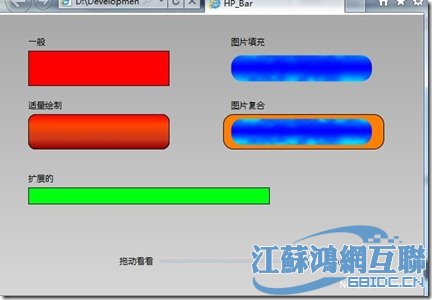 D:\Developmen
HP_Bar
一般
图片填充
适量绘制
图片复合
扩展的
拖动看看
江蘇鴻網互聯
68IDC.CN